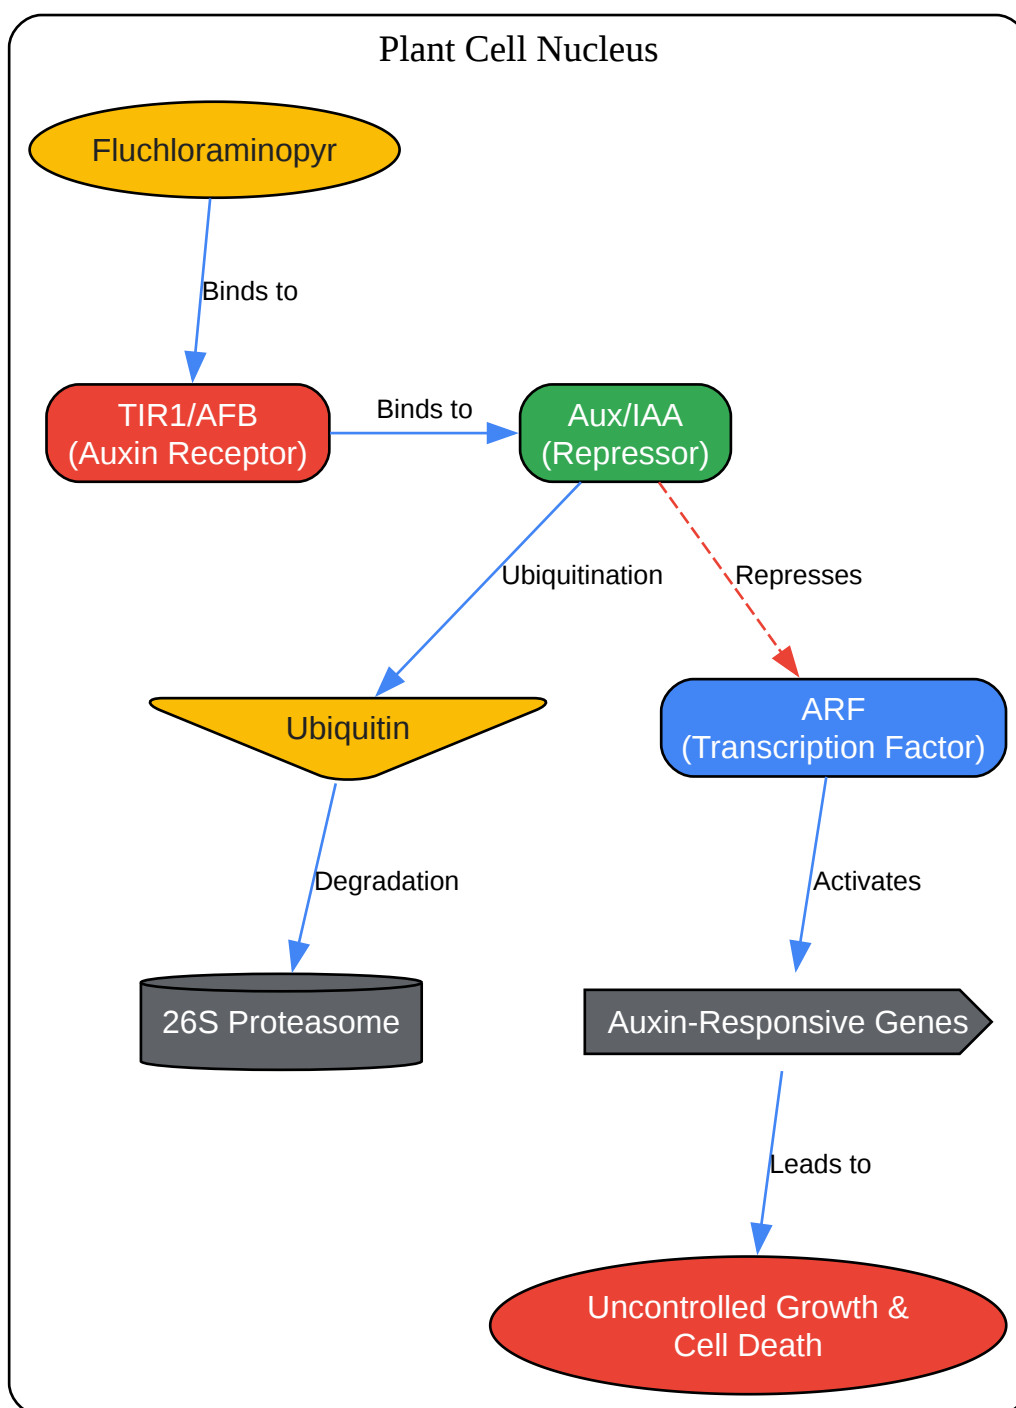 Plant Cell Nucleus
Fluchloraminopyr
Binds to
TIR1/AFB
(Auxin Receptor)
Binds to
Aux/IAA
(Repressor)
Ubiquitination
Represses
Ubiquitin
ARF
(Transcription Factor)
Degradation
Activates
26S Proteasome
Auxin-Responsive Genes
Leads to
Uncontrolled Growth &
Cell Death